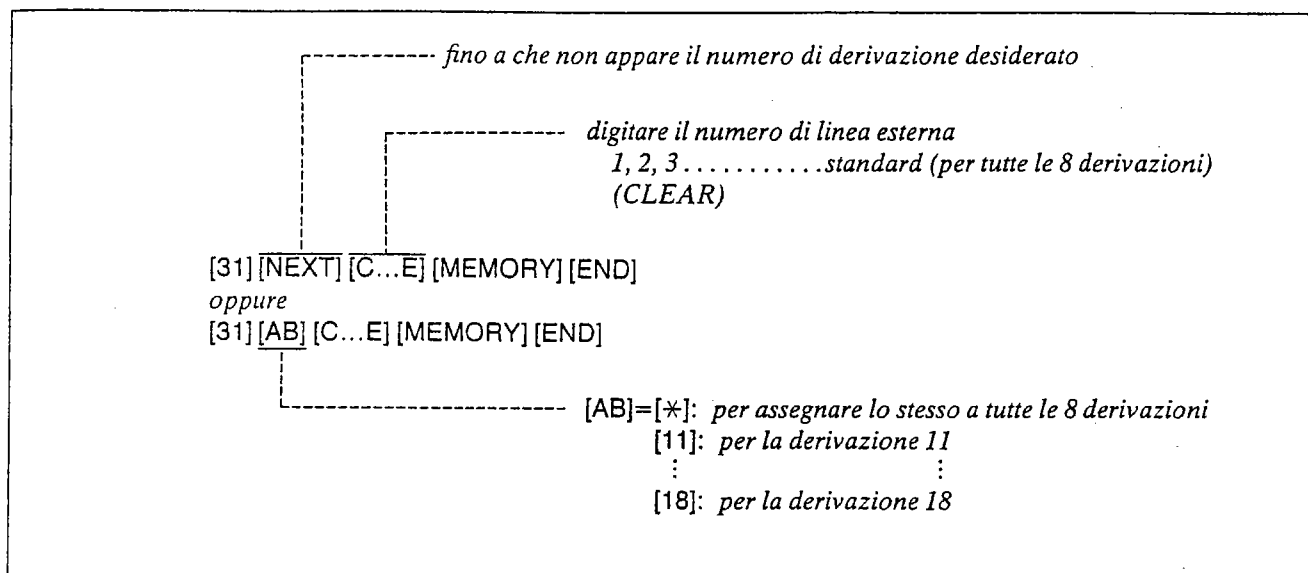 fino a che non appare il numero di derivazione desiderato
digitare il numero di linea esterna
1, 2, 3 . . . . . . . . . . . standard (per tutte le 8 derivazioni)
(CLEAR)
[31] [NEXT] [C...E] [MEMORY] [END]
oppure
[31] [AB] [C...E] [MEMORY] [END]
[AB]=[✳]: per assegnare lo stesso a tutte le 8 derivazioni
[11]: per la derivazione 11
⋮ ⋮
[18]: per la derivazione 18